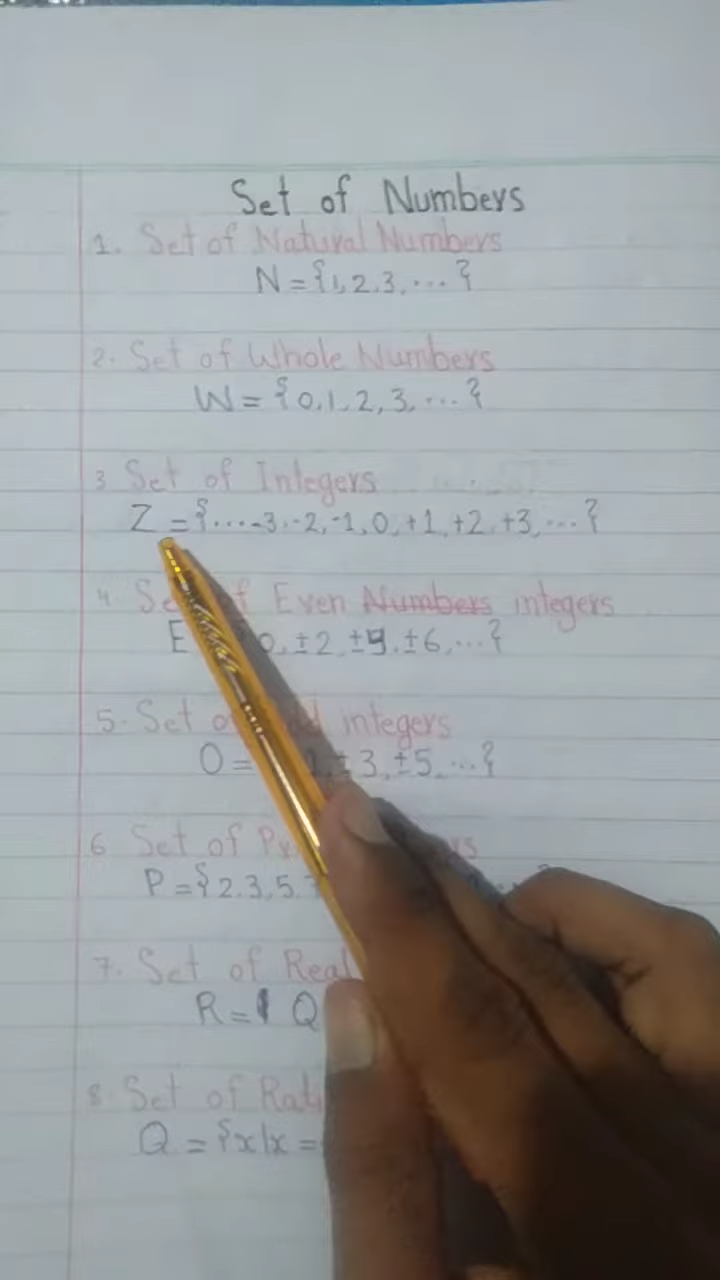 Set of Numbers
1. Set of Natural Numbers
N = {1, 2, 3, ... }
2. Set of Whole Numbers
W = {0, 1, 2, 3, ... }
3 Set of Integers
Z = {... -3, -2, -1, 0, +1, +2, +3, ... }
4. of Even Numbers integers
E 0, ±2, ±4, ±6, ... }
5. Set integers
O = ± 3, ±5, ... }
6 Set of
P = {2, 3, 5,
7. Set of Real
R = Q
8. Set of
Q = {x|x =